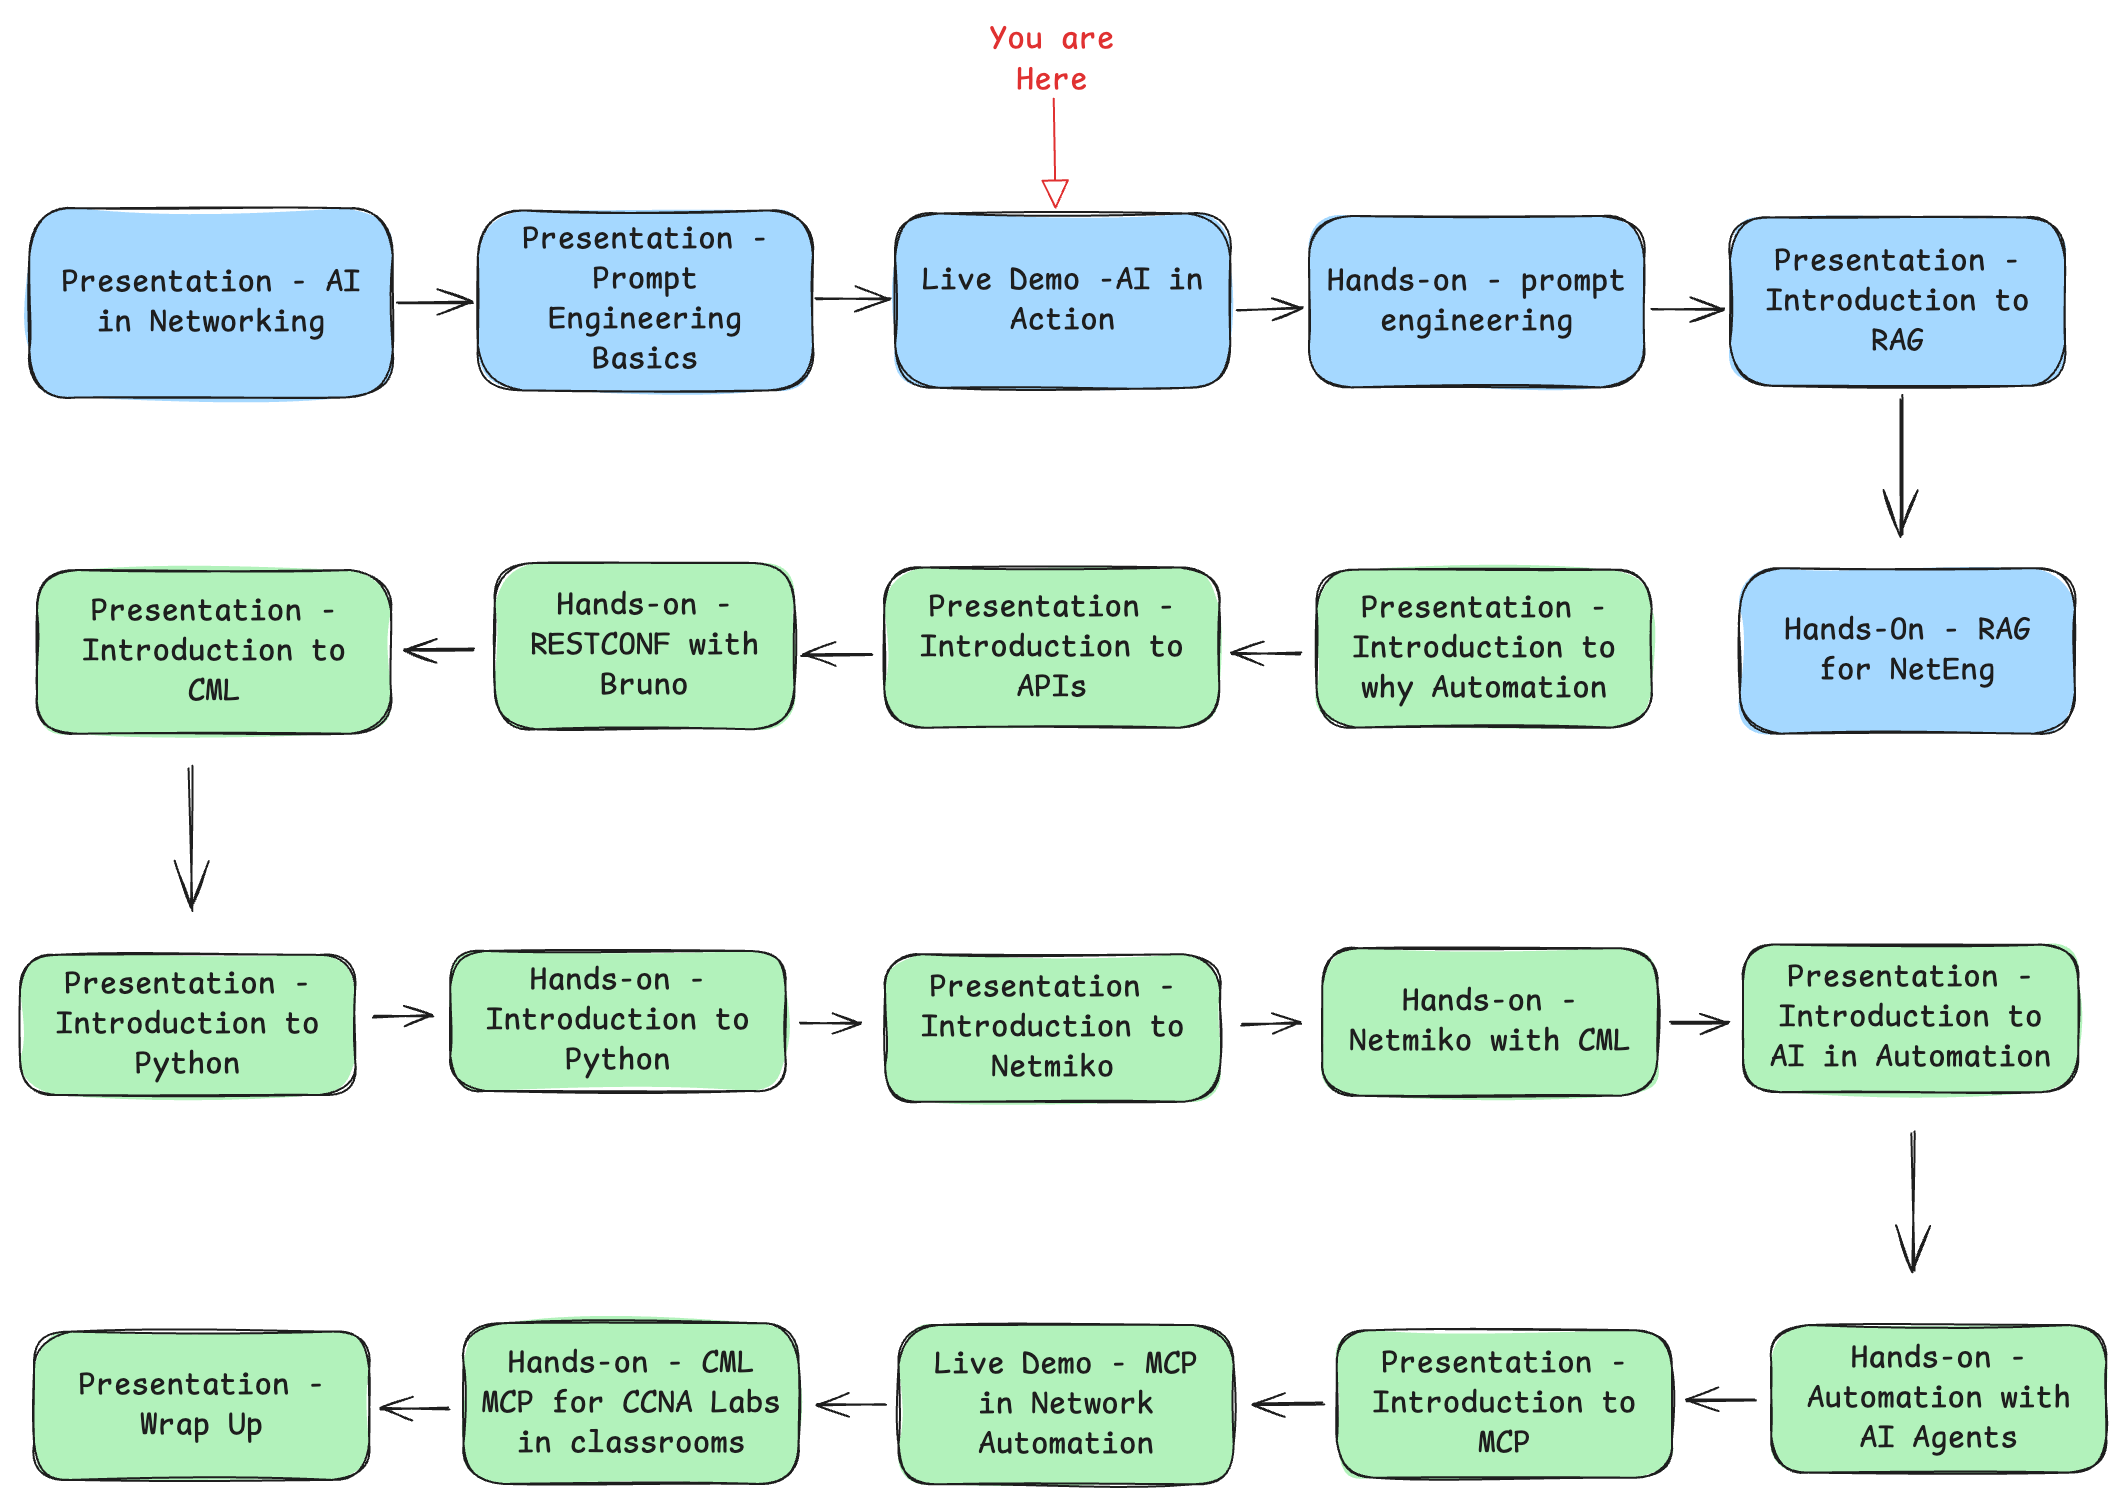 You are
Here
Presentation - AI
in Networking
Presentation -
Prompt
Engineering
Basics
Live Demo -AI in
Action
Hands-on - prompt
engineering
Presentation -
Introduction to
RAG
Presentation -
Introduction to
CML
Hands-on -
RESTCONF with
Bruno
Presentation -
Introduction to
APIs
Presentation -
Introduction to
why Automation
Hands-On - RAG
for NetEng
Presentation -
Introduction to
Python
Hands-on -
Introduction to
Python
Presentation -
Introduction to
Netmiko
Hands-on -
Netmiko with CML
Presentation -
Introduction to
AI in Automation
Presentation -
Wrap Up
Hands-on - CML
MCP for CCNA Labs
in classrooms
Live Demo - MCP
in Network
Automation
Presentation -
Introduction to
MCP
Hands-on -
Automation with
AI Agents